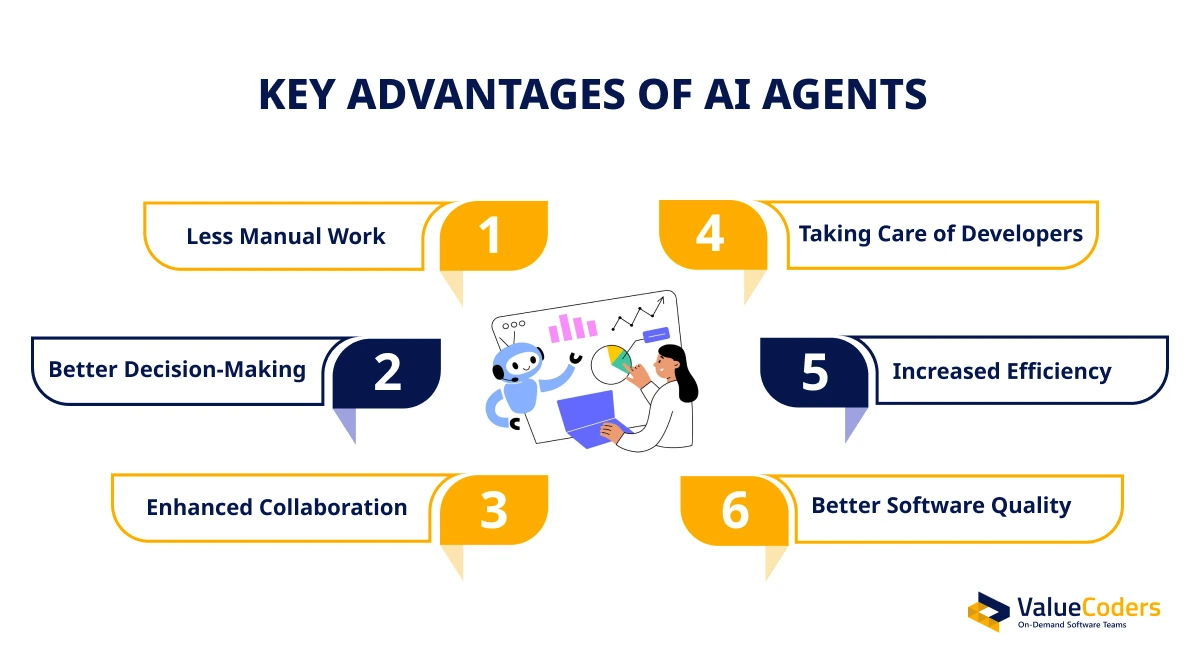 KEY ADVANTAGES OF AI AGENTS
1
Less Manual Work
2
Better Decision-Making
3
Enhanced Collaboration
4
Taking Care of Developers
5
Increased Efficiency
6
Better Software Quality
ValueCoders
On-Demand Software Teams